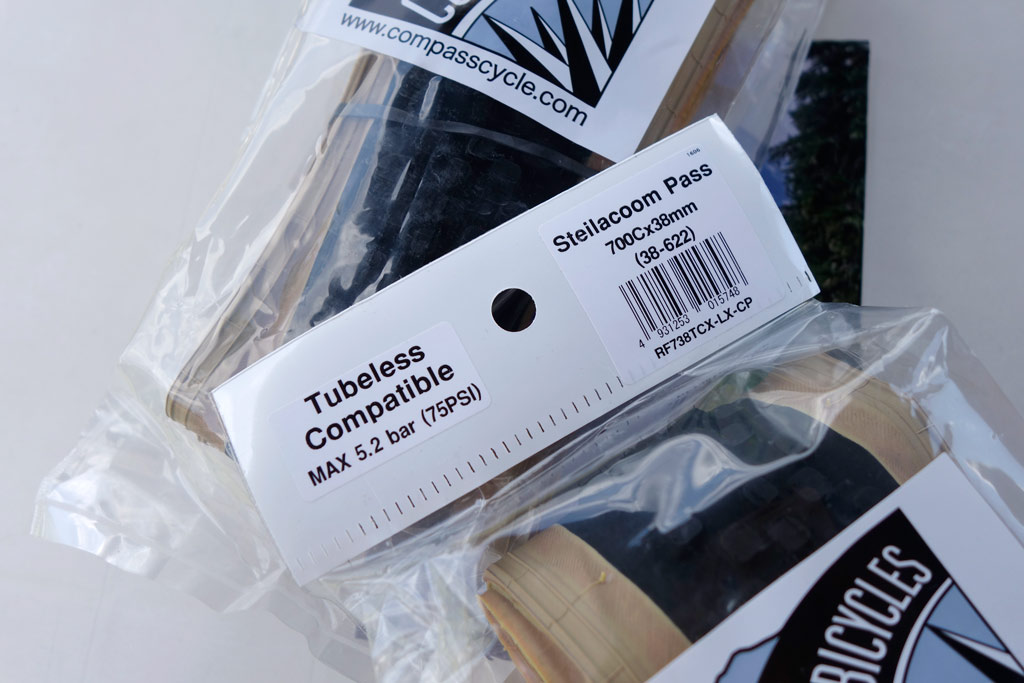 www.compasscycle.com
1606
Steilacoom Pass
700Cx38mm
(38-622)
4 931253 015748
RF738TCX-LX-CP
Tubeless
Compatible
MAX 5.2 bar (75PSI)
BICYCLES